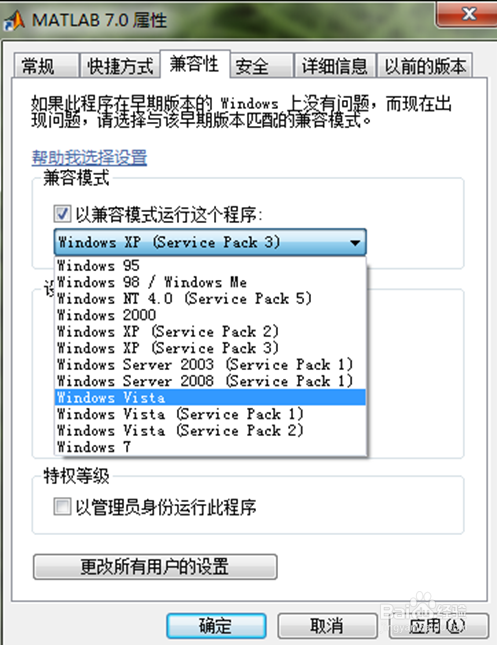 MATLAB 7.0 属性
常规 快捷方式 兼容性 安全 详细信息 以前的版本
如果此程序在早期版本的 Windows 上没有问题，而现在出
现问题，请选择与该早期版本匹配的兼容模式。
帮助我选择设置
兼容模式
以兼容模式运行这个程序:
Windows XP (Service Pack 3)
Windows 95
Windows 98 / Windows Me
Windows NT 4.0 (Service Pack 5)
Windows 2000
Windows XP (Service Pack 2)
Windows XP (Service Pack 3)
Windows Server 2003 (Service Pack 1)
Windows Server 2008 (Service Pack 1)
Windows Vista
Windows Vista (Service Pack 1)
Windows Vista (Service Pack 2)
Windows 7
特权等级
以管理员身份运行此程序
更改所有用户的设置
确定 取消 应用(A)
Baidu 经验